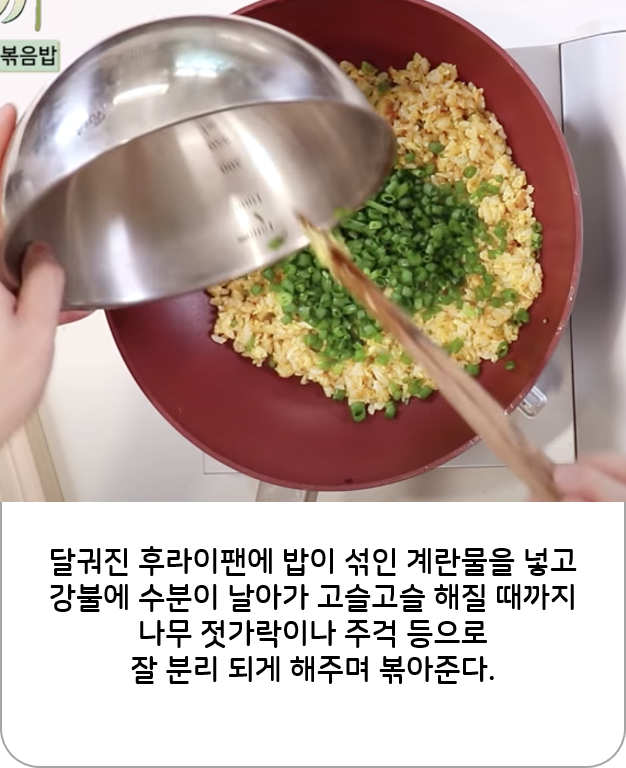 볶음밥
달궈진 후라이팬에 밥이 섞인 계란물을 넣고
강불에 수분이 날아가 고슬고슬 해질 때까지
나무 젓가락이나 주걱 등으로
잘 분리 되게 해주며 볶아준다.